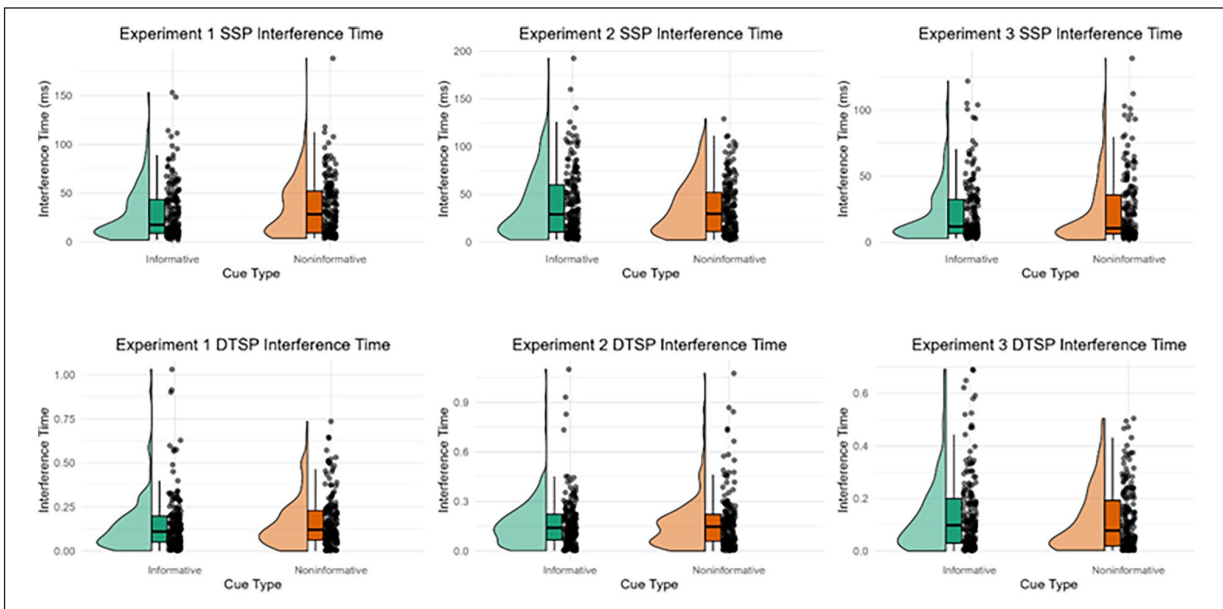 Experiment 1 SSP Interference Time
Interference Time (ms)
150
100
50
0
Informative
Noninformative
Cue Type
Experiment 2 SSP Interference Time
Interference Time (ms)
200
150
100
50
0
Informative
Noninformative
Cue Type
Experiment 3 SSP Interference Time
Interference Time (ms)
100
50
0
Informative
Noninformative
Cue Type
Experiment 1 DTSP Interference Time
Interference Time
1.00
0.75
0.50
0.25
0.00
Informative
Noninformative
Cue Type
Experiment 2 DTSP Interference Time
Interference Time
0.9
0.6
0.3
0.0
Informative
Noninformative
Cue Type
Experiment 3 DTSP Interference Time
Interference Time
0.6
0.4
0.2
0.0
Informative
Noninformative
Cue Type